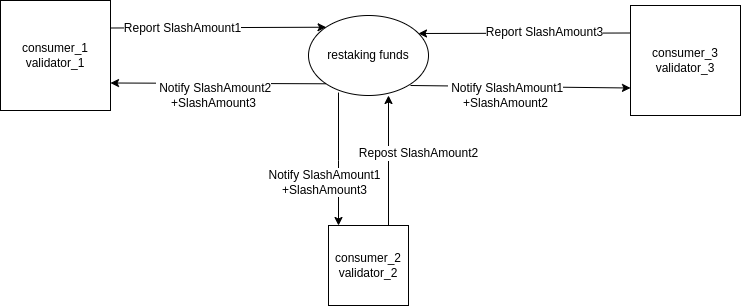 Report SlashAmount1
Report SlashAmount3
consumer_1
validator_1
restaking funds
consumer_3
validator_3
Notify SlashAmount2
+SlashAmount3
Notify SlashAmount1
+SlashAmount2
Repost SlashAmount2
Notify SlashAmount1
+SlashAmount3
consumer_2
validator_2